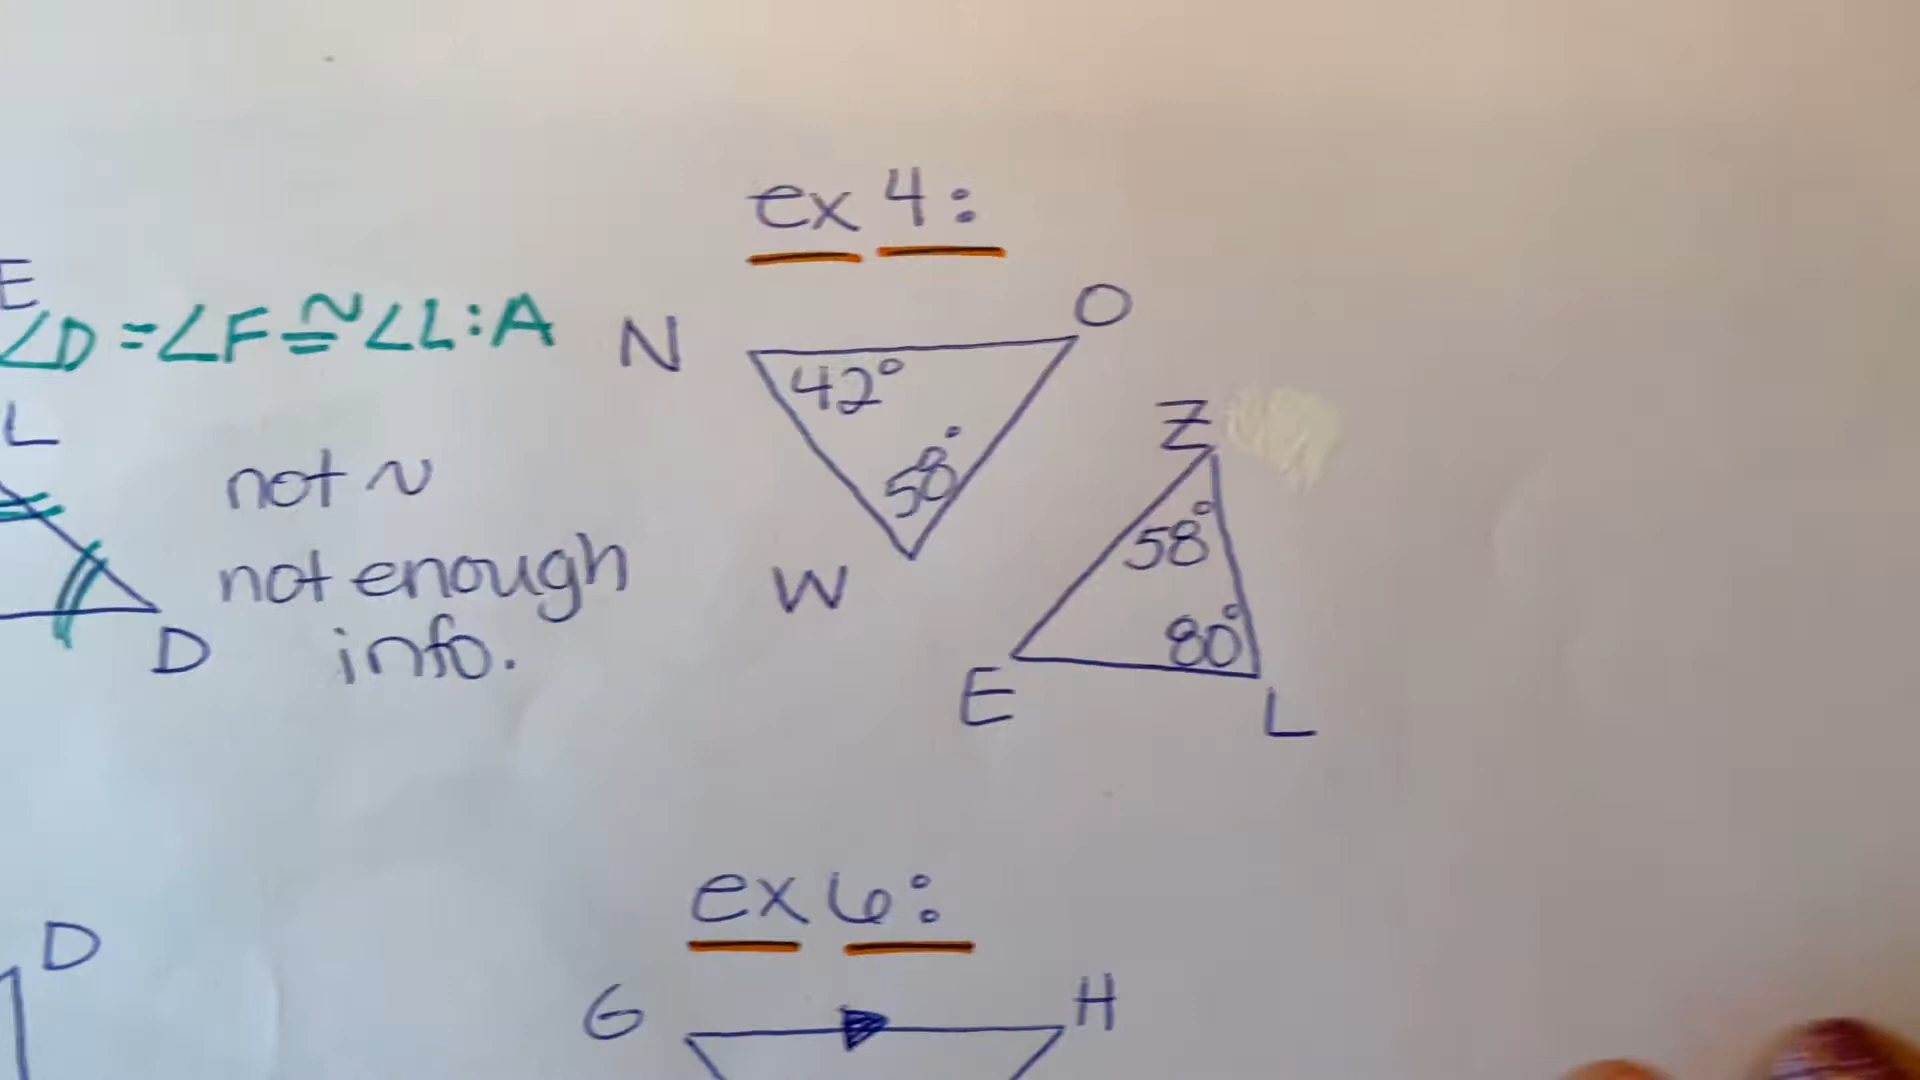 E
∠D = ∠F ≅ ∠L : A
L
not ~
not enough
info.
D
ex 4:
N
O
42°
58°
W
Z
58°
80°
E
L
D
ex 6:
G
H